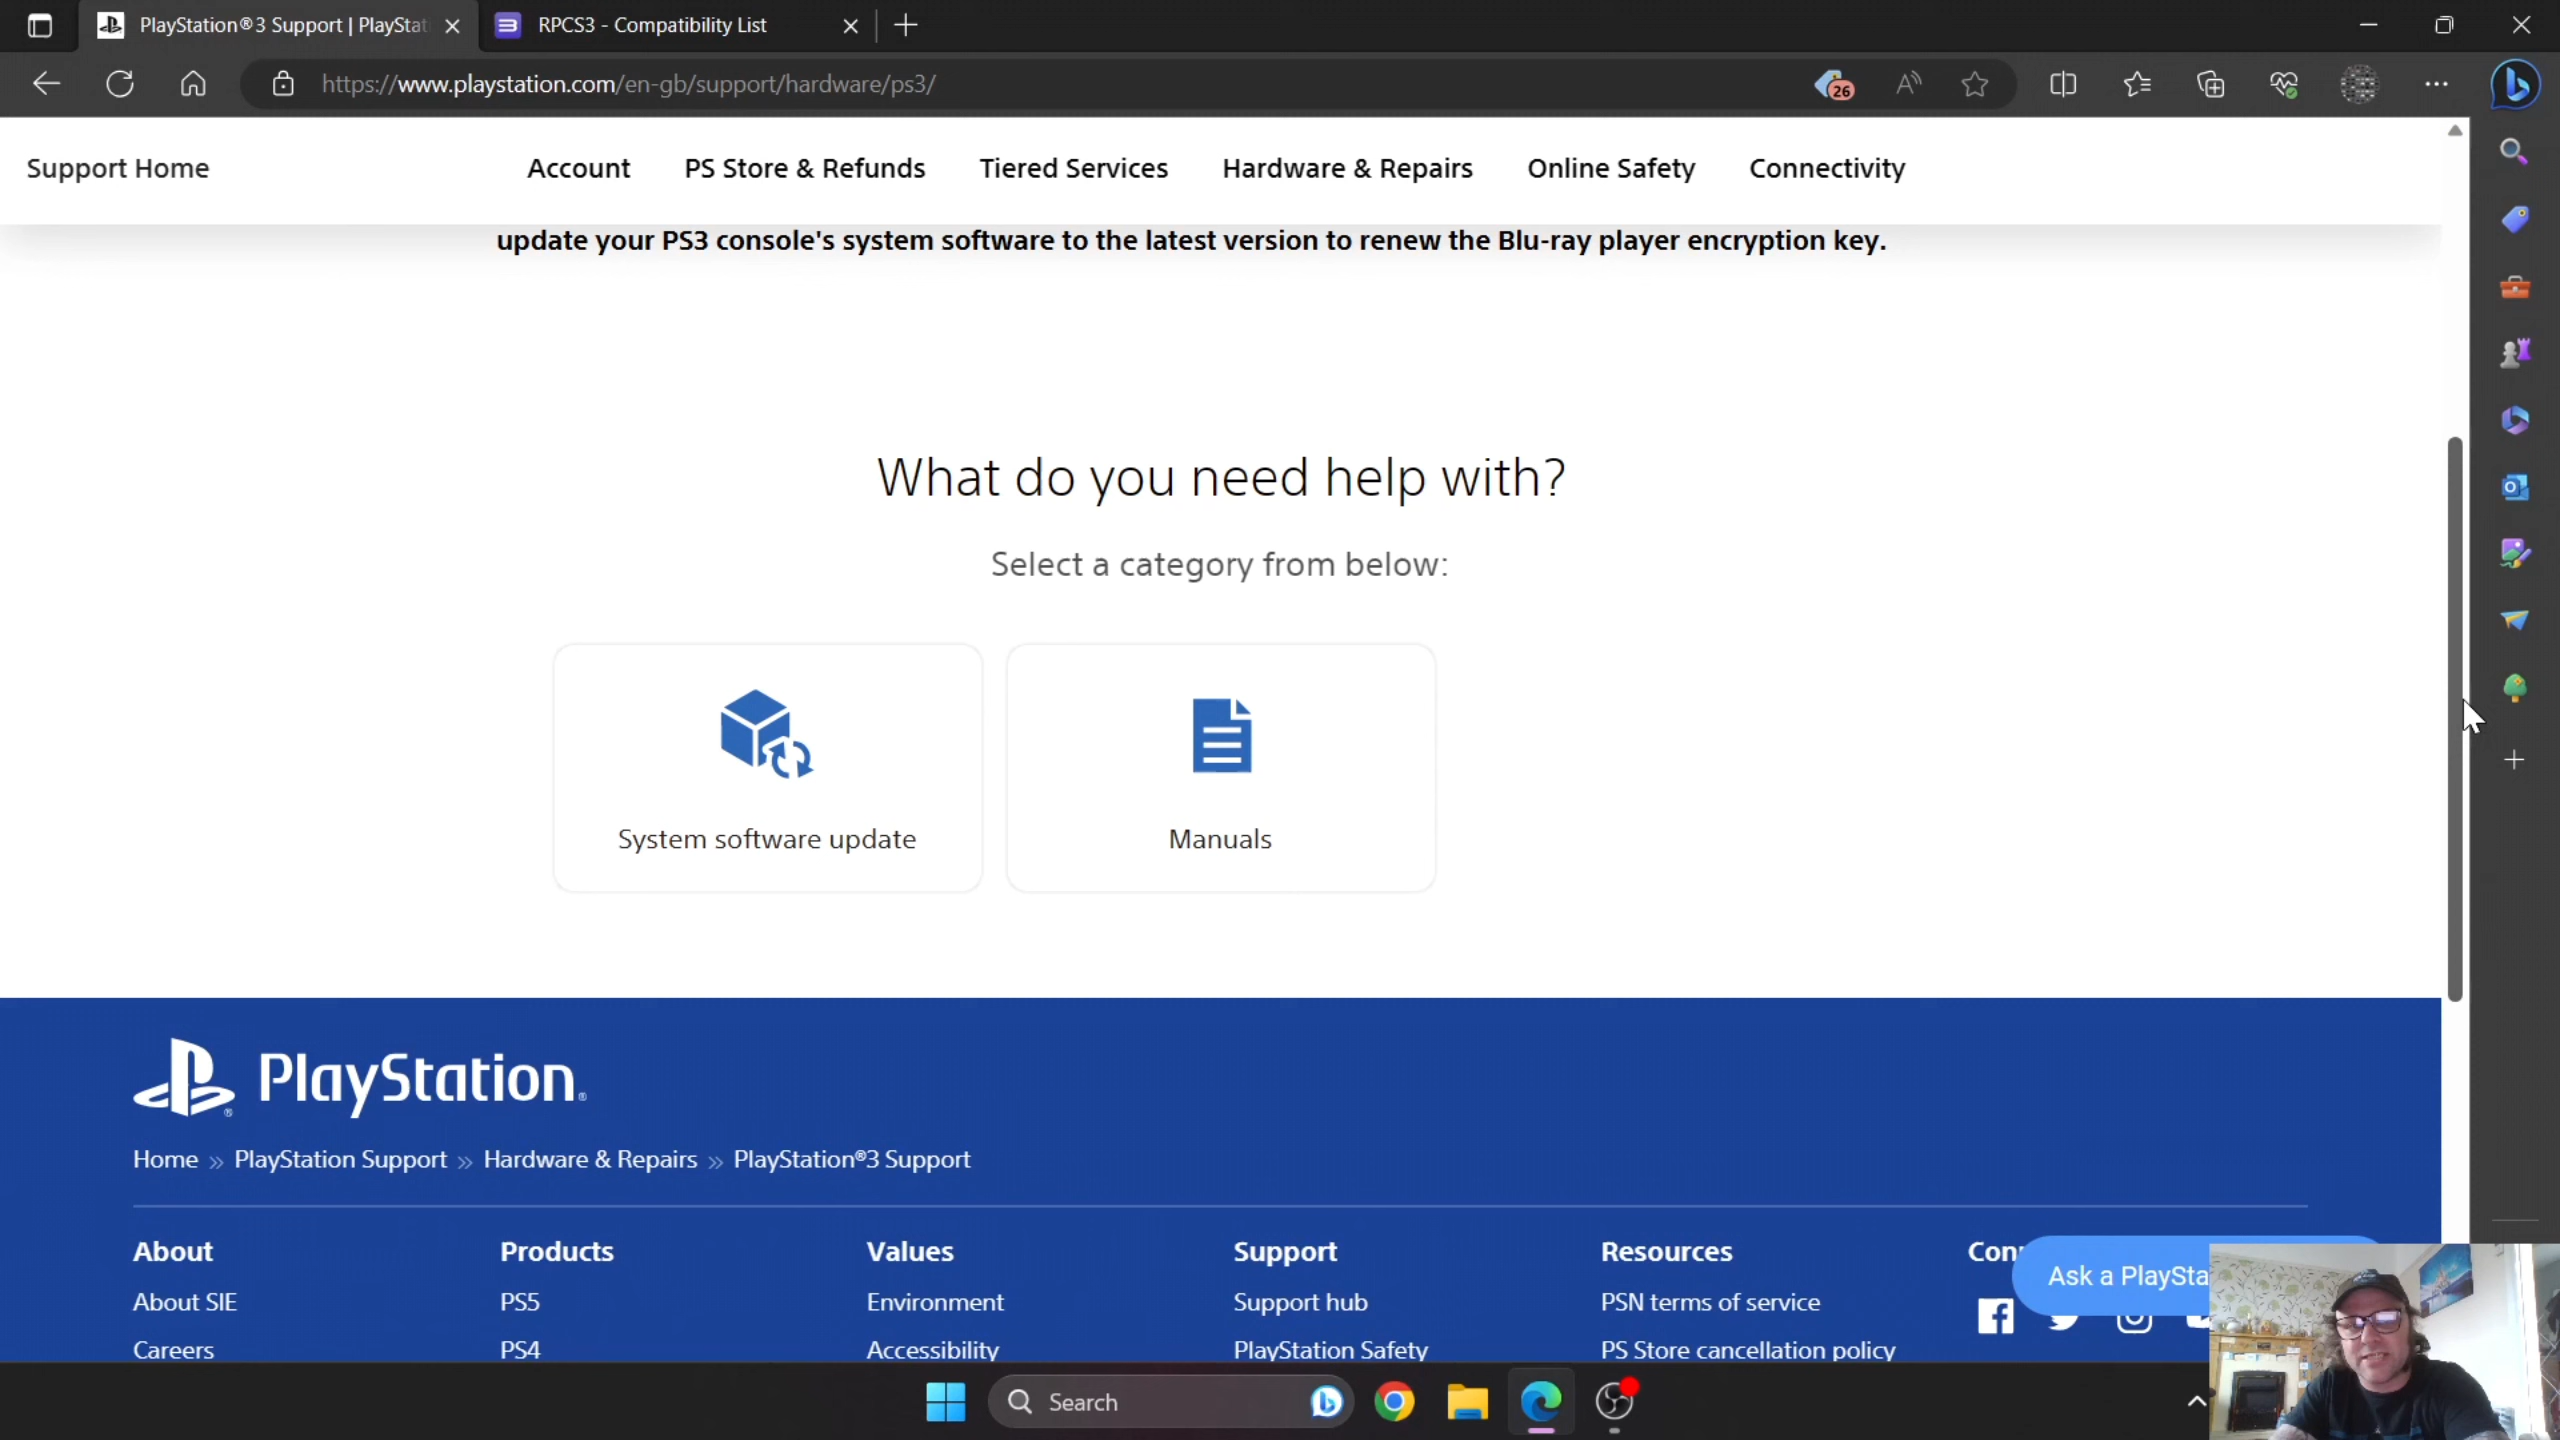 PlayStation®3 Support | PlayStat
RPCS3 - Compatibility List
https://www.playstation.com/en-gb/support/hardware/ps3/
26
Support Home
Account
PS Store & Refunds
Tiered Services
Hardware & Repairs
Online Safety
Connectivity
update your PS3 console's system software to the latest version to renew the Blu-ray player encryption key.
What do you need help with?
Select a category from below:
System software update
Manuals
PlayStation®
Home » PlayStation Support » Hardware & Repairs » PlayStation®3 Support
About
Products
Values
Support
Resources
Con
Ask a PlaySta
About SIE
PS5
Environment
Support hub
PSN terms of service
Careers
PS4
Accessibility
PlayStation Safety
PS Store cancellation policy
Search